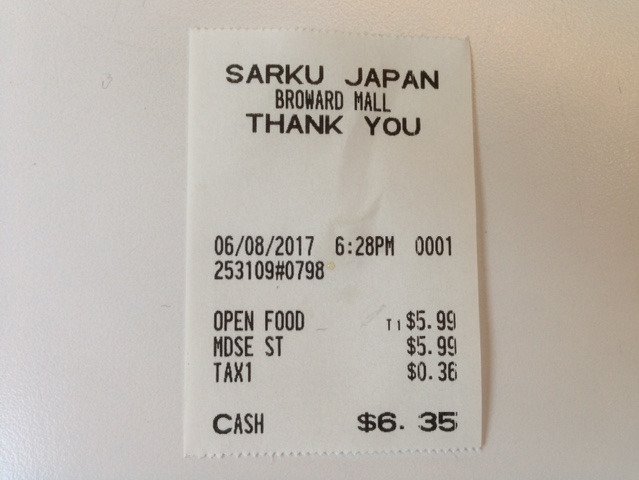 SARKU JAPAN
BROWARD MALL
THANK YOU
06/08/2017 6:28PM 0001
253109#0798
OPEN FOOD T1 $5.99
MDSE ST $5.99
TAX1 $0.36
CASH $6.35